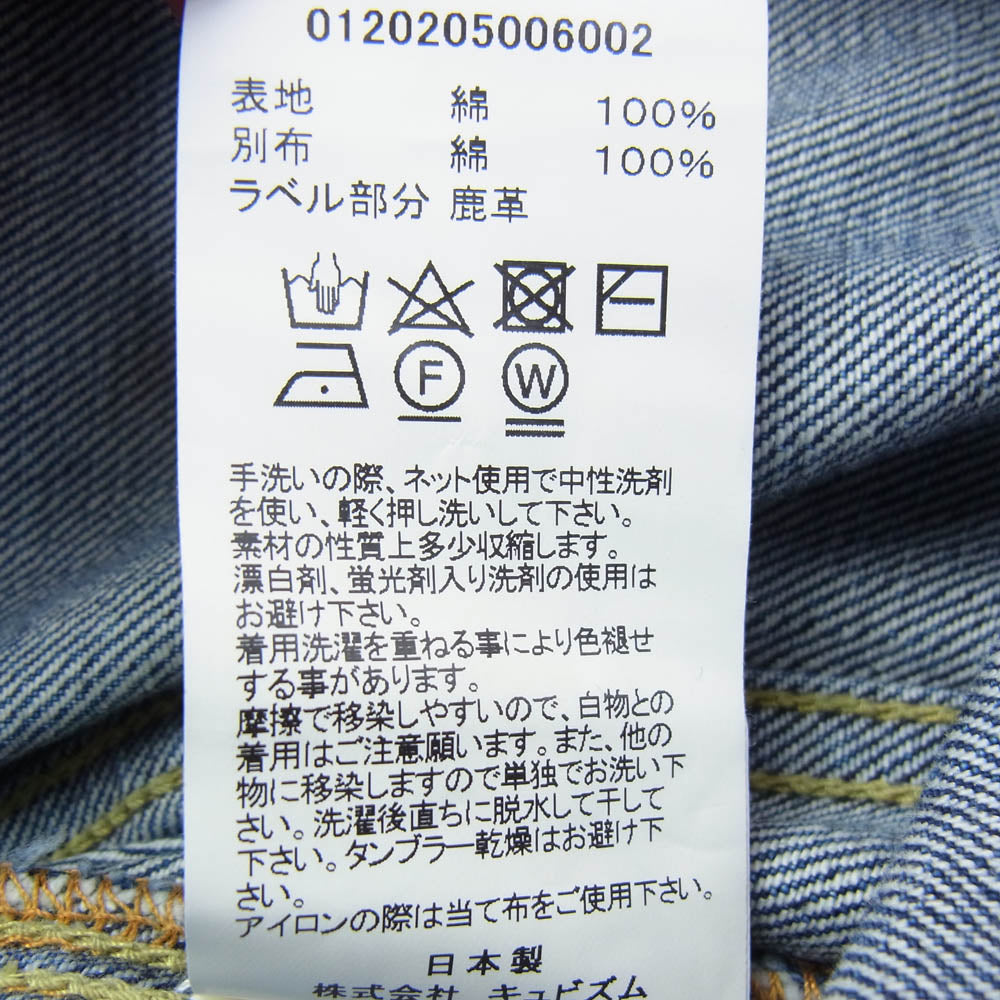 0120205006002
表地 綿 100%
別布 綿 100%
ラベル部分 鹿革
F W
手洗いの際、ネット使用で中性洗剤
を使い、軽く押し洗いして下さい。
素材の性質上多少収縮します。
漂白剤、蛍光剤入り洗剤の使用は
お避け下さい。
着用洗濯を重ねる事により色褪せ
する事があります。
摩擦で移染しやすいので、白物との
着用はご注意願います。また、他の
物に移染しますので単独でお洗い下
さい。洗濯後直ちに脱水して干して
下さい。タンブラー乾燥はお避け下
さい。
アイロンの際は当て布をご使用下さい。
日本製
株式会社 キュビズム